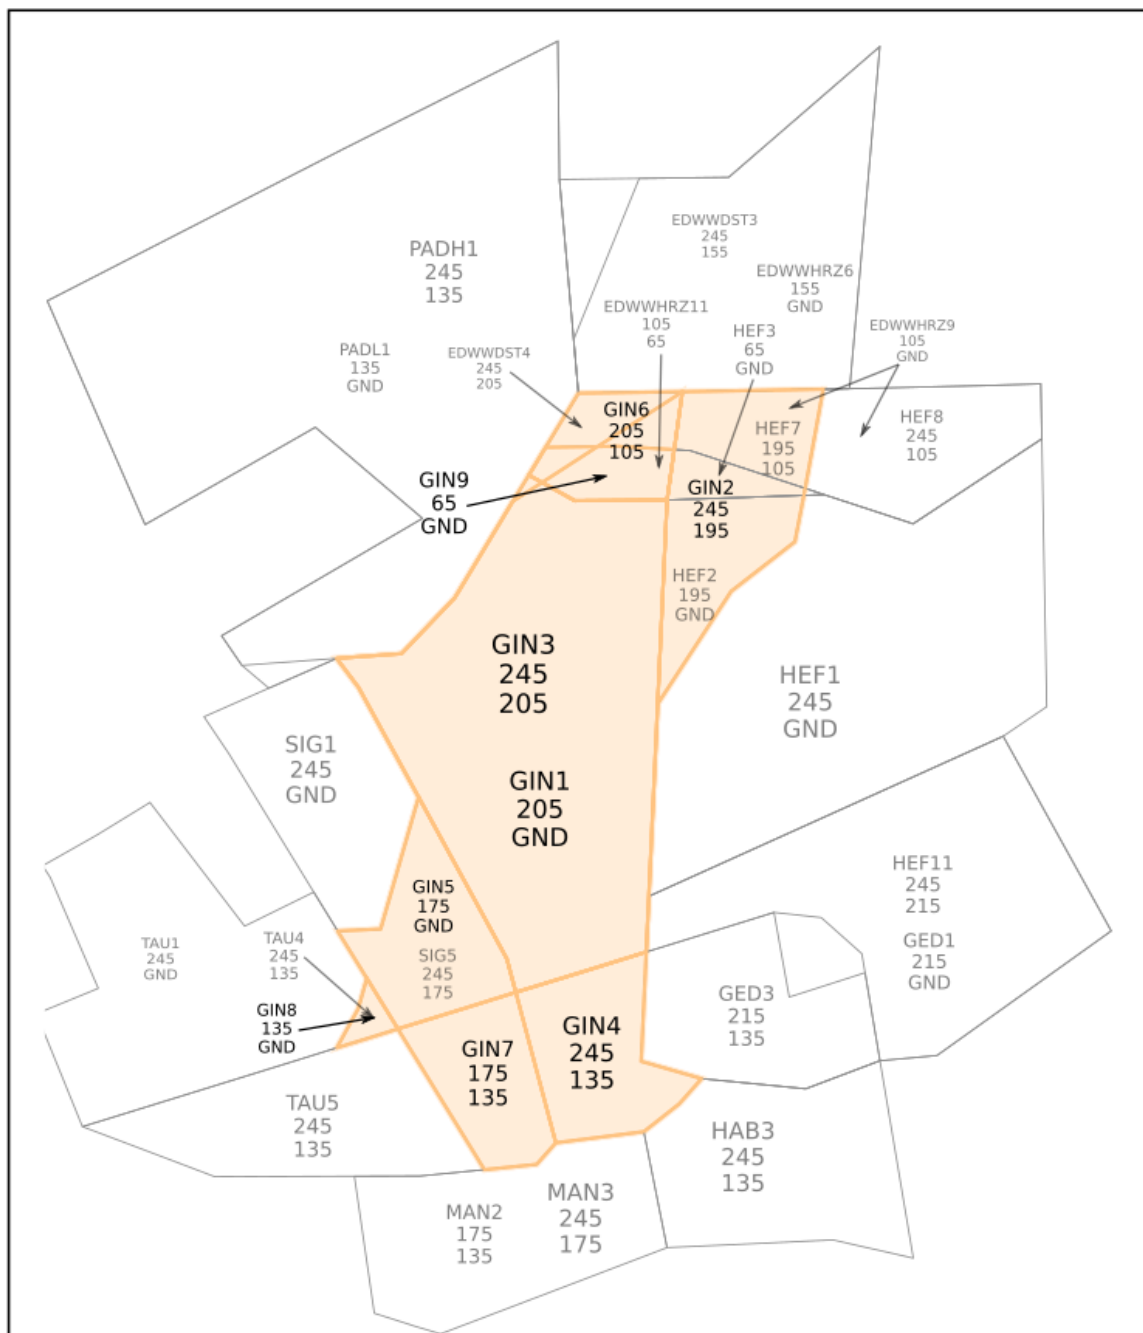 PADH1
245
135
EDWWDST3
245
155
EDWWHRZ6
155
GND
EDWWHRZ11
105
65
HEF3
65
GND
EDWWHRZ9
105
GND
PADL1
135
GND
EDWWDST4
245
205
GIN6
205
105
HEF7
195
105
HEF8
245
105
GIN9
65
GND
GIN2
245
195
HEF2
195
GND
GIN3
245
205
HEF1
245
GND
SIG1
245
GND
GIN1
205
GND
HEF11
245
215
GIN5
175
GND
TAU1
245
GND
TAU4
245
135
SIG5
245
175
GED1
215
GND
GED3
215
135
GIN8
135
GND
GIN4
245
135
GIN7
175
135
TAU5
245
135
HAB3
245
135
MAN2
175
135
MAN3
245
175